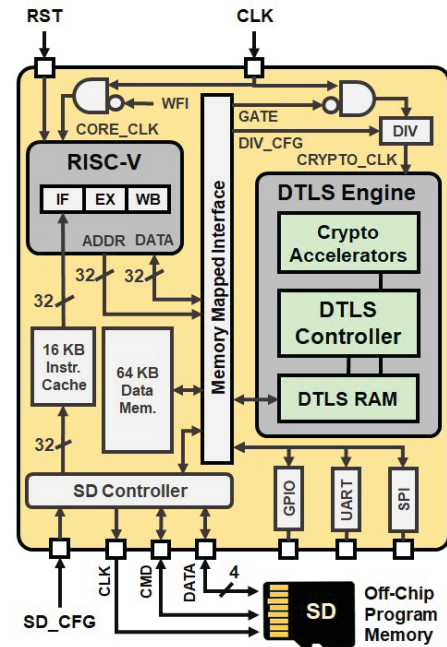 RST
CLK
WFI
GATE
CORE_CLK
DIV_CFG
DIV
CRYPTO_CLK
RISC-V
IF
EX
WB
ADDR
DATA
32
32
Memory Mapped Interface
DTLS Engine
Crypto
Accelerators
DTLS
Controller
DTLS RAM
32
16 KB
Instr.
Cache
64 KB
Data
Mem.
32
SD Controller
GPIO
UART
SPI
CLK
CMD
DATA
4
SD_CFG
SD
Off-Chip
Program
Memory